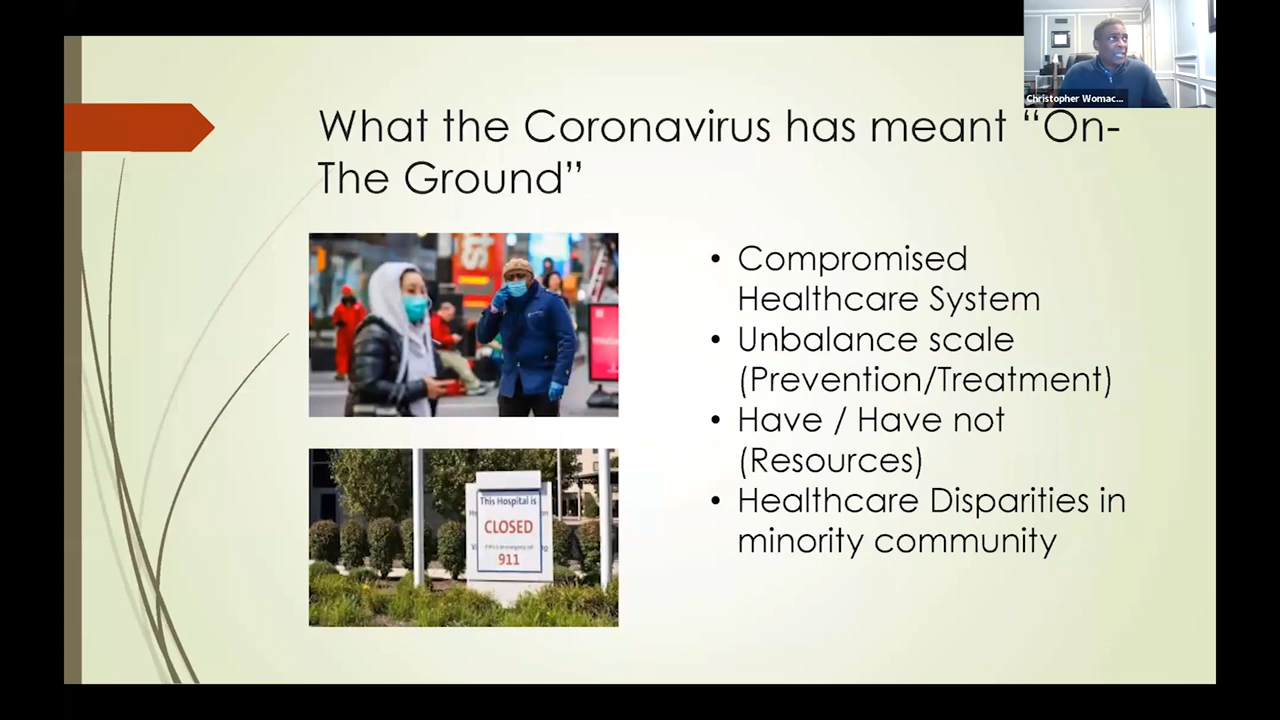 Christopher Womac...
What the Coronavirus has meant “On-
The Ground”
• Compromised
Healthcare System
• Unbalance scale
(Prevention/Treatment)
• Have / Have not
(Resources)
• Healthcare Disparities in
minority community
This Hospital is
CLOSED
911